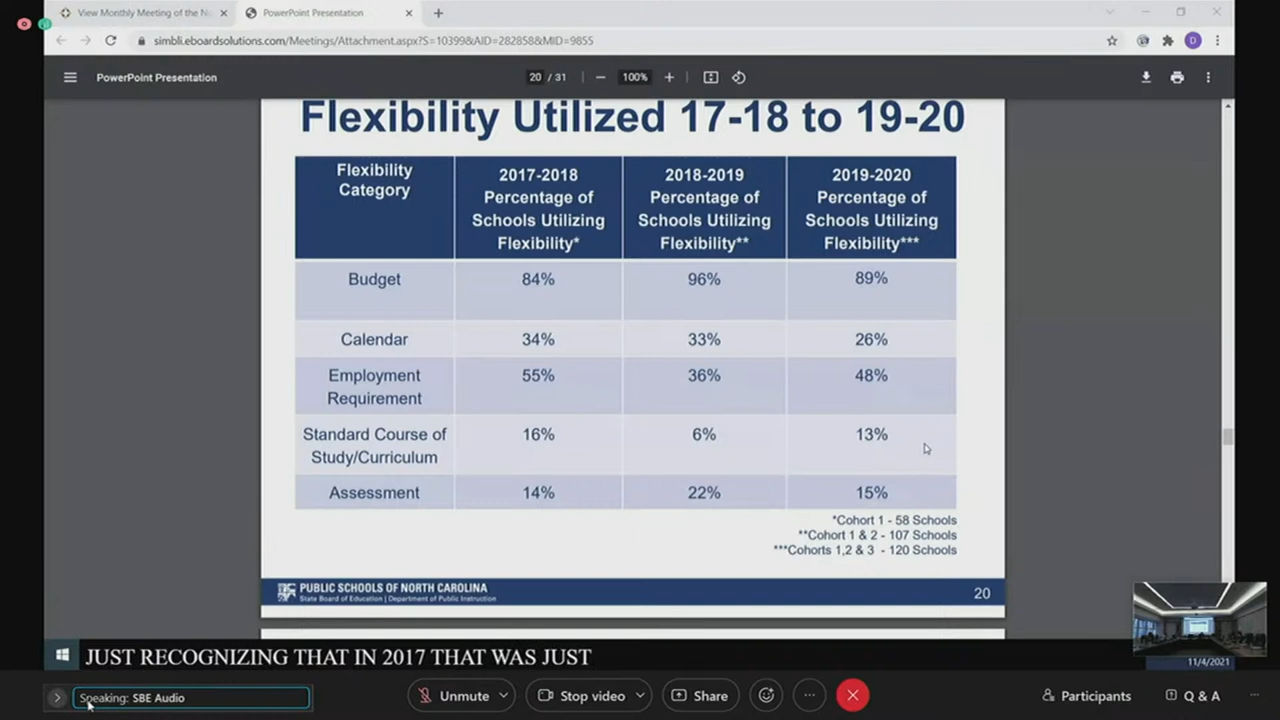 View Monthly Meeting of the N
PowerPoint Presentation
simbli.eboardsolutions.com/Meetings/Attachment.aspx?S=10399&AID=282858&MID=9855
D
PowerPoint Presentation
20 / 31
100%
Flexibility Utilized 17-18 to 19-20
Flexibility Category
2017-2018 Percentage of Schools Utilizing Flexibility*
2018-2019 Percentage of Schools Utilizing Flexibility**
2019-2020 Percentage of Schools Utilizing Flexibility***
Budget 84% 96% 89%
Calendar 34% 33% 26%
Employment Requirement 55% 36% 48%
Standard Course of Study/Curriculum 16% 6% 13%
Assessment 14% 22% 15%
*Cohort 1 - 58 Schools
**Cohort 1 & 2 - 107 Schools
***Cohorts 1,2 & 3 - 120 Schools
PUBLIC SCHOOLS OF NORTH CAROLINA
State Board of Education | Department of Public Instruction
20
JUST RECOGNIZING THAT IN 2017 THAT WAS JUST
11/4/2021
Speaking: SBE Audio
Unmute
Stop video
Share
Participants
Q & A